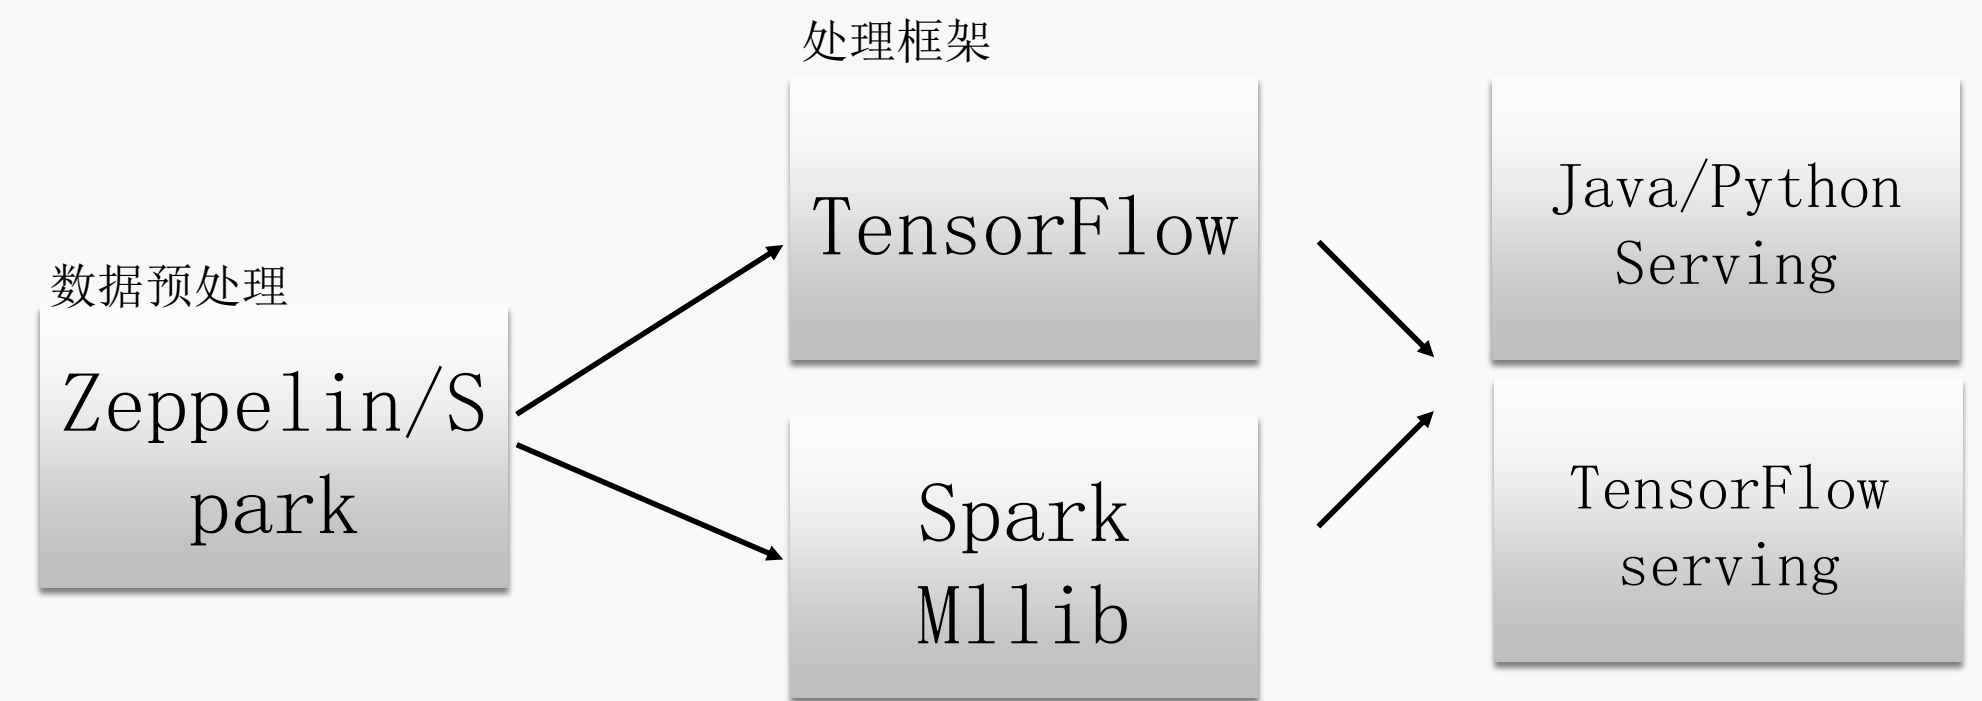 数据预处理
Zeppelin/S
park
处理框架
TensorFlow
Spark
Mllib
Java/Python
Serving
TensorFlow
serving